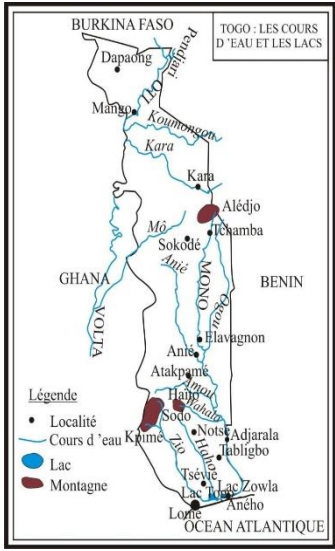 BURKINA FASO
TOGO : LES COURS
D 'EAU ET LES LACS
Dapaong
Pendjari
OTI
Mango
Koumongou
Kara
Kara
Alédjo
Tchamba
Mô
Sokodé
Anié
GHANA
VOLTA
MONO
Ogou
BENIN
Elavagnon
Anié
Atakpamé
Amou
Légende
Haïto
Wahala
Localité
Sodo
Cours d 'eau
Kpimé
Notsé
Adjarala
Zio
Haho
Tabligbo
Lac
Tsévié
Montagne
Lac Togo
Lac Zowla
Lomé
Aného
OCEAN ATLANTIQUE